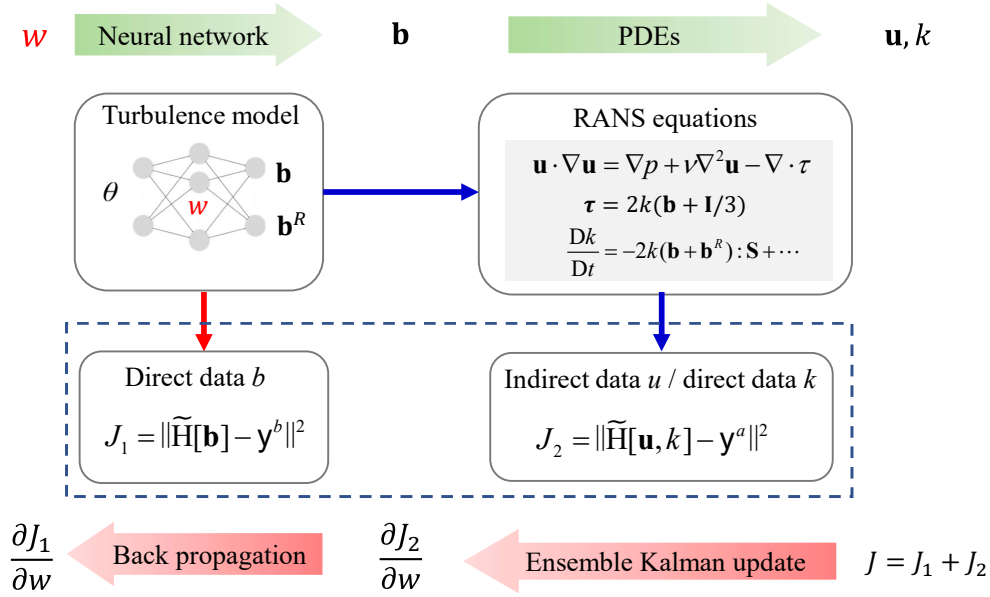 w Neural network b PDEs u, k
Turbulence model
θ
w
b
b^R
RANS equations
u · ∇u = ∇p + ν∇²u − ∇ · τ
τ = 2k(b + I/3)
Dk/Dt = −2k(b + b^R) : S + ⋯
Direct data b
J₁ = ||H̃[b] − y^b||²
Indirect data u / direct data k
J₂ = ||H̃[u, k] − y^a||²
∂J₁/∂w Back propagation ∂J₂/∂w Ensemble Kalman update J = J₁ + J₂